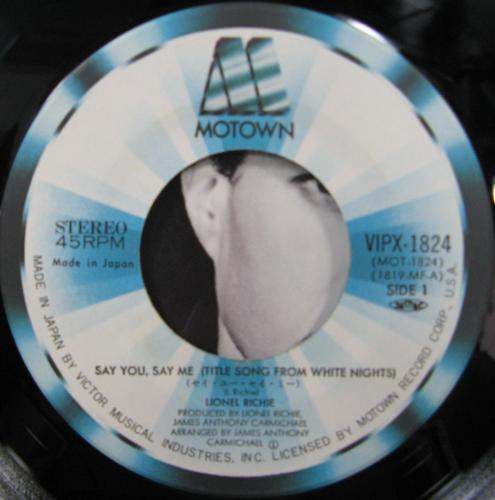 MOTOWN
STEREO
45RPM
Made in Japan
VIPX-1824
(MOT-1824)
(1819-MF-A)
SIDE 1
SAY YOU, SAY ME (TITLE SONG FROM WHITE NIGHTS)
(セイ・ユー・セイ・ミー)
(L. Richie)
LIONEL RICHIE
PRODUCED BY LIONEL RICHIE,
JAMES ANTHONY CARMICHAEL
ARRANGED BY JAMES ANTHONY
CARMICHAEL
MADE IN JAPAN BY VICTOR MUSICAL INDUSTRIES, INC. LICENSED BY MOTOWN RECORD CORP., U.S.A.